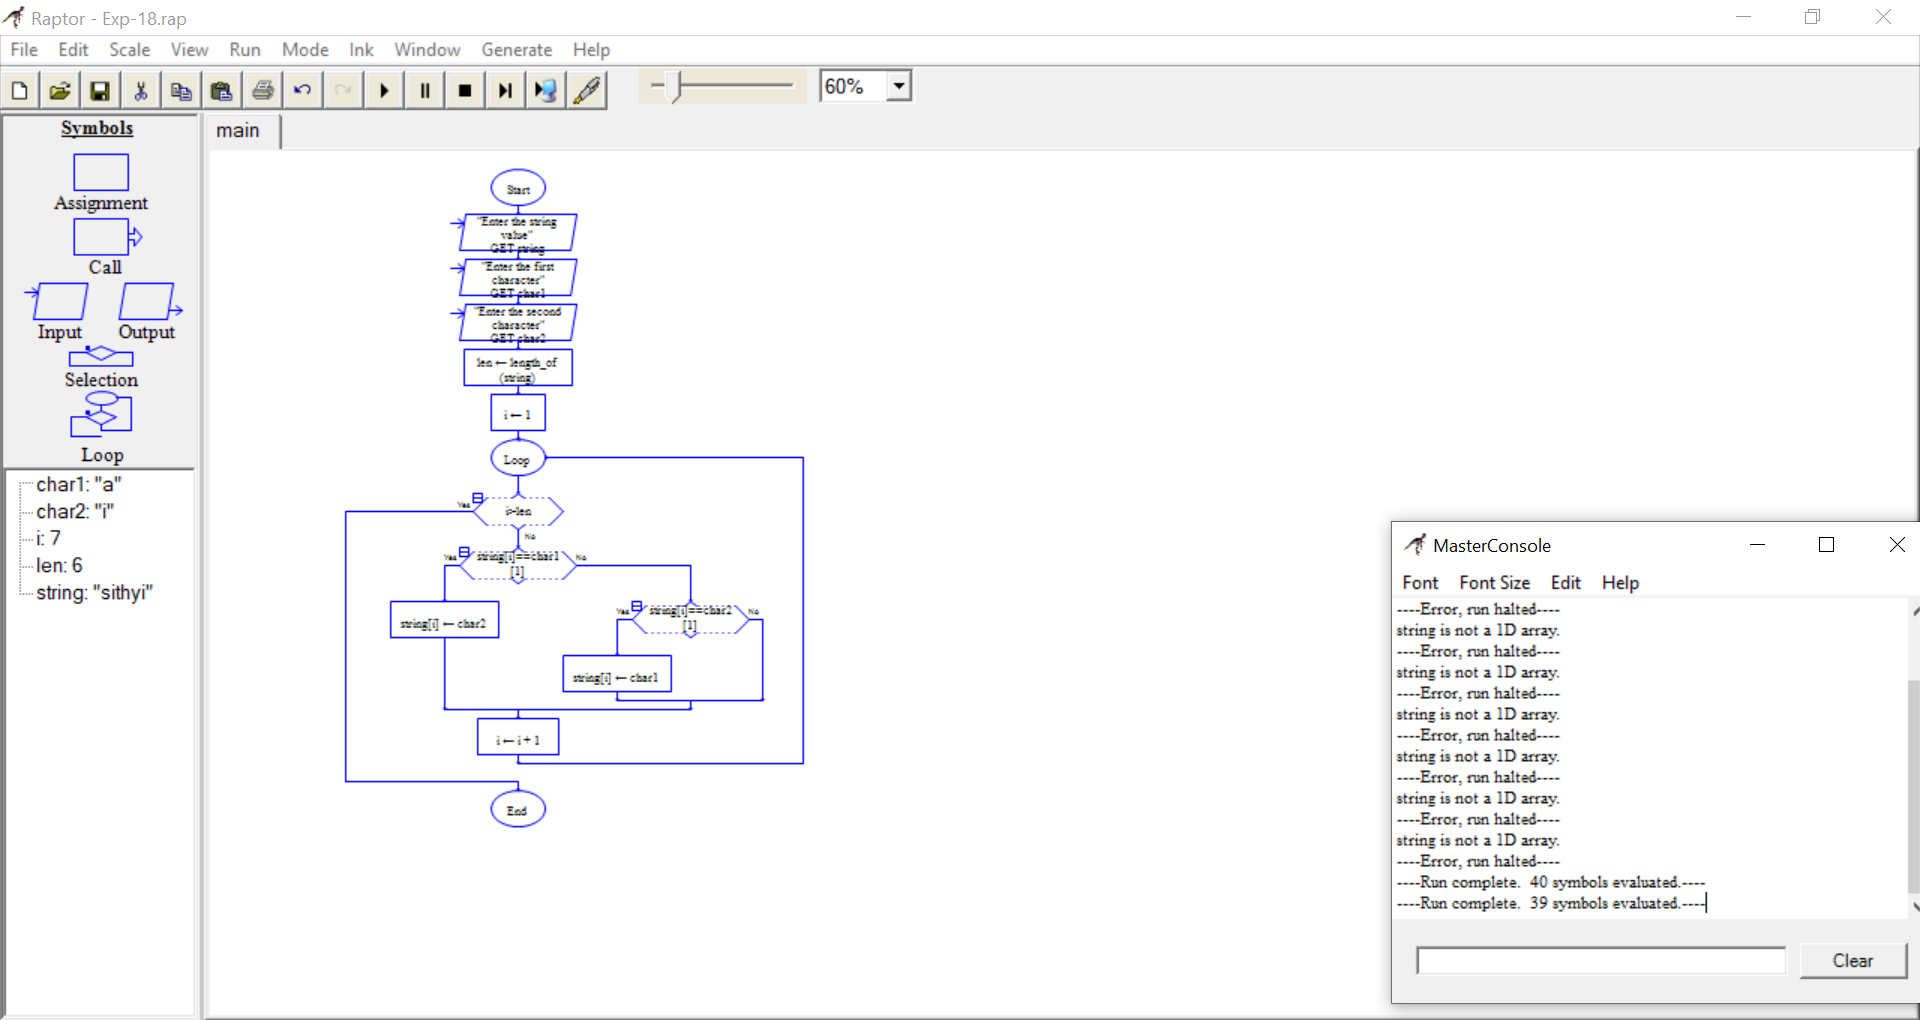 Raptor - Exp-18.rap
File Edit Scale View Run Mode Ink Window Generate Help
60%
Symbols
Assignment
Call
Input Output
Selection
Loop
char1: "a"
char2: "i"
i: 7
len: 6
string: "sithyi"
main
Start
"Enter the string
value"
GET string
"Enter the first
character"
GET char1
"Enter the second
character"
GET char2
len ← length_of
(string)
i ← 1
Loop
Yes
i>len
No
Yes
string[i]==char1
[1]
No
string[i] ← char2
Yes
string[i]==char2
[1]
No
string[i] ← char1
i ← i + 1
End
MasterConsole
Font Font Size Edit Help
----Error, run halted----
string is not a 1D array.
----Error, run halted----
string is not a 1D array.
----Error, run halted----
string is not a 1D array.
----Error, run halted----
string is not a 1D array.
----Error, run halted----
string is not a 1D array.
----Error, run halted----
string is not a 1D array.
----Error, run halted----
----Run complete. 40 symbols evaluated.----
----Run complete. 39 symbols evaluated.----
Clear